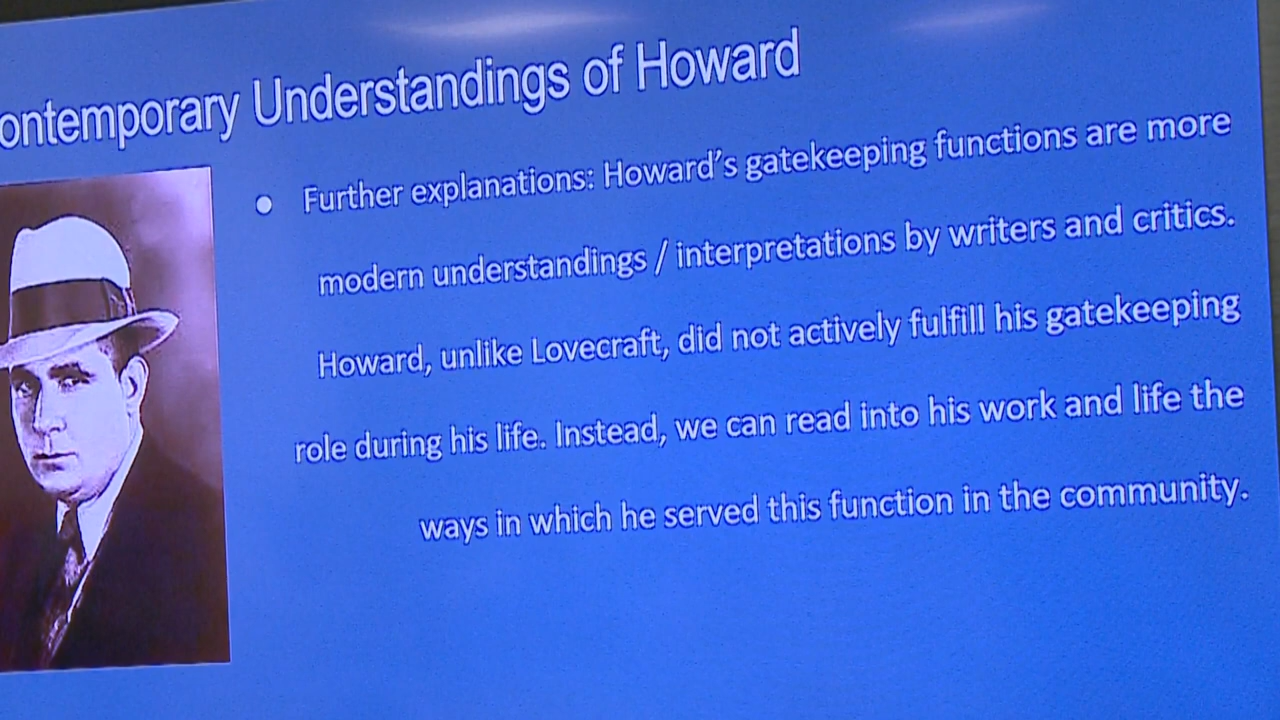 ontemporary Understandings of Howard
• Further explanations: Howard's gatekeeping functions are more
modern understandings / interpretations by writers and critics.
Howard, unlike Lovecraft, did not actively fulfill his gatekeeping
role during his life. Instead, we can read into his work and life the
ways in which he served this function in the community.